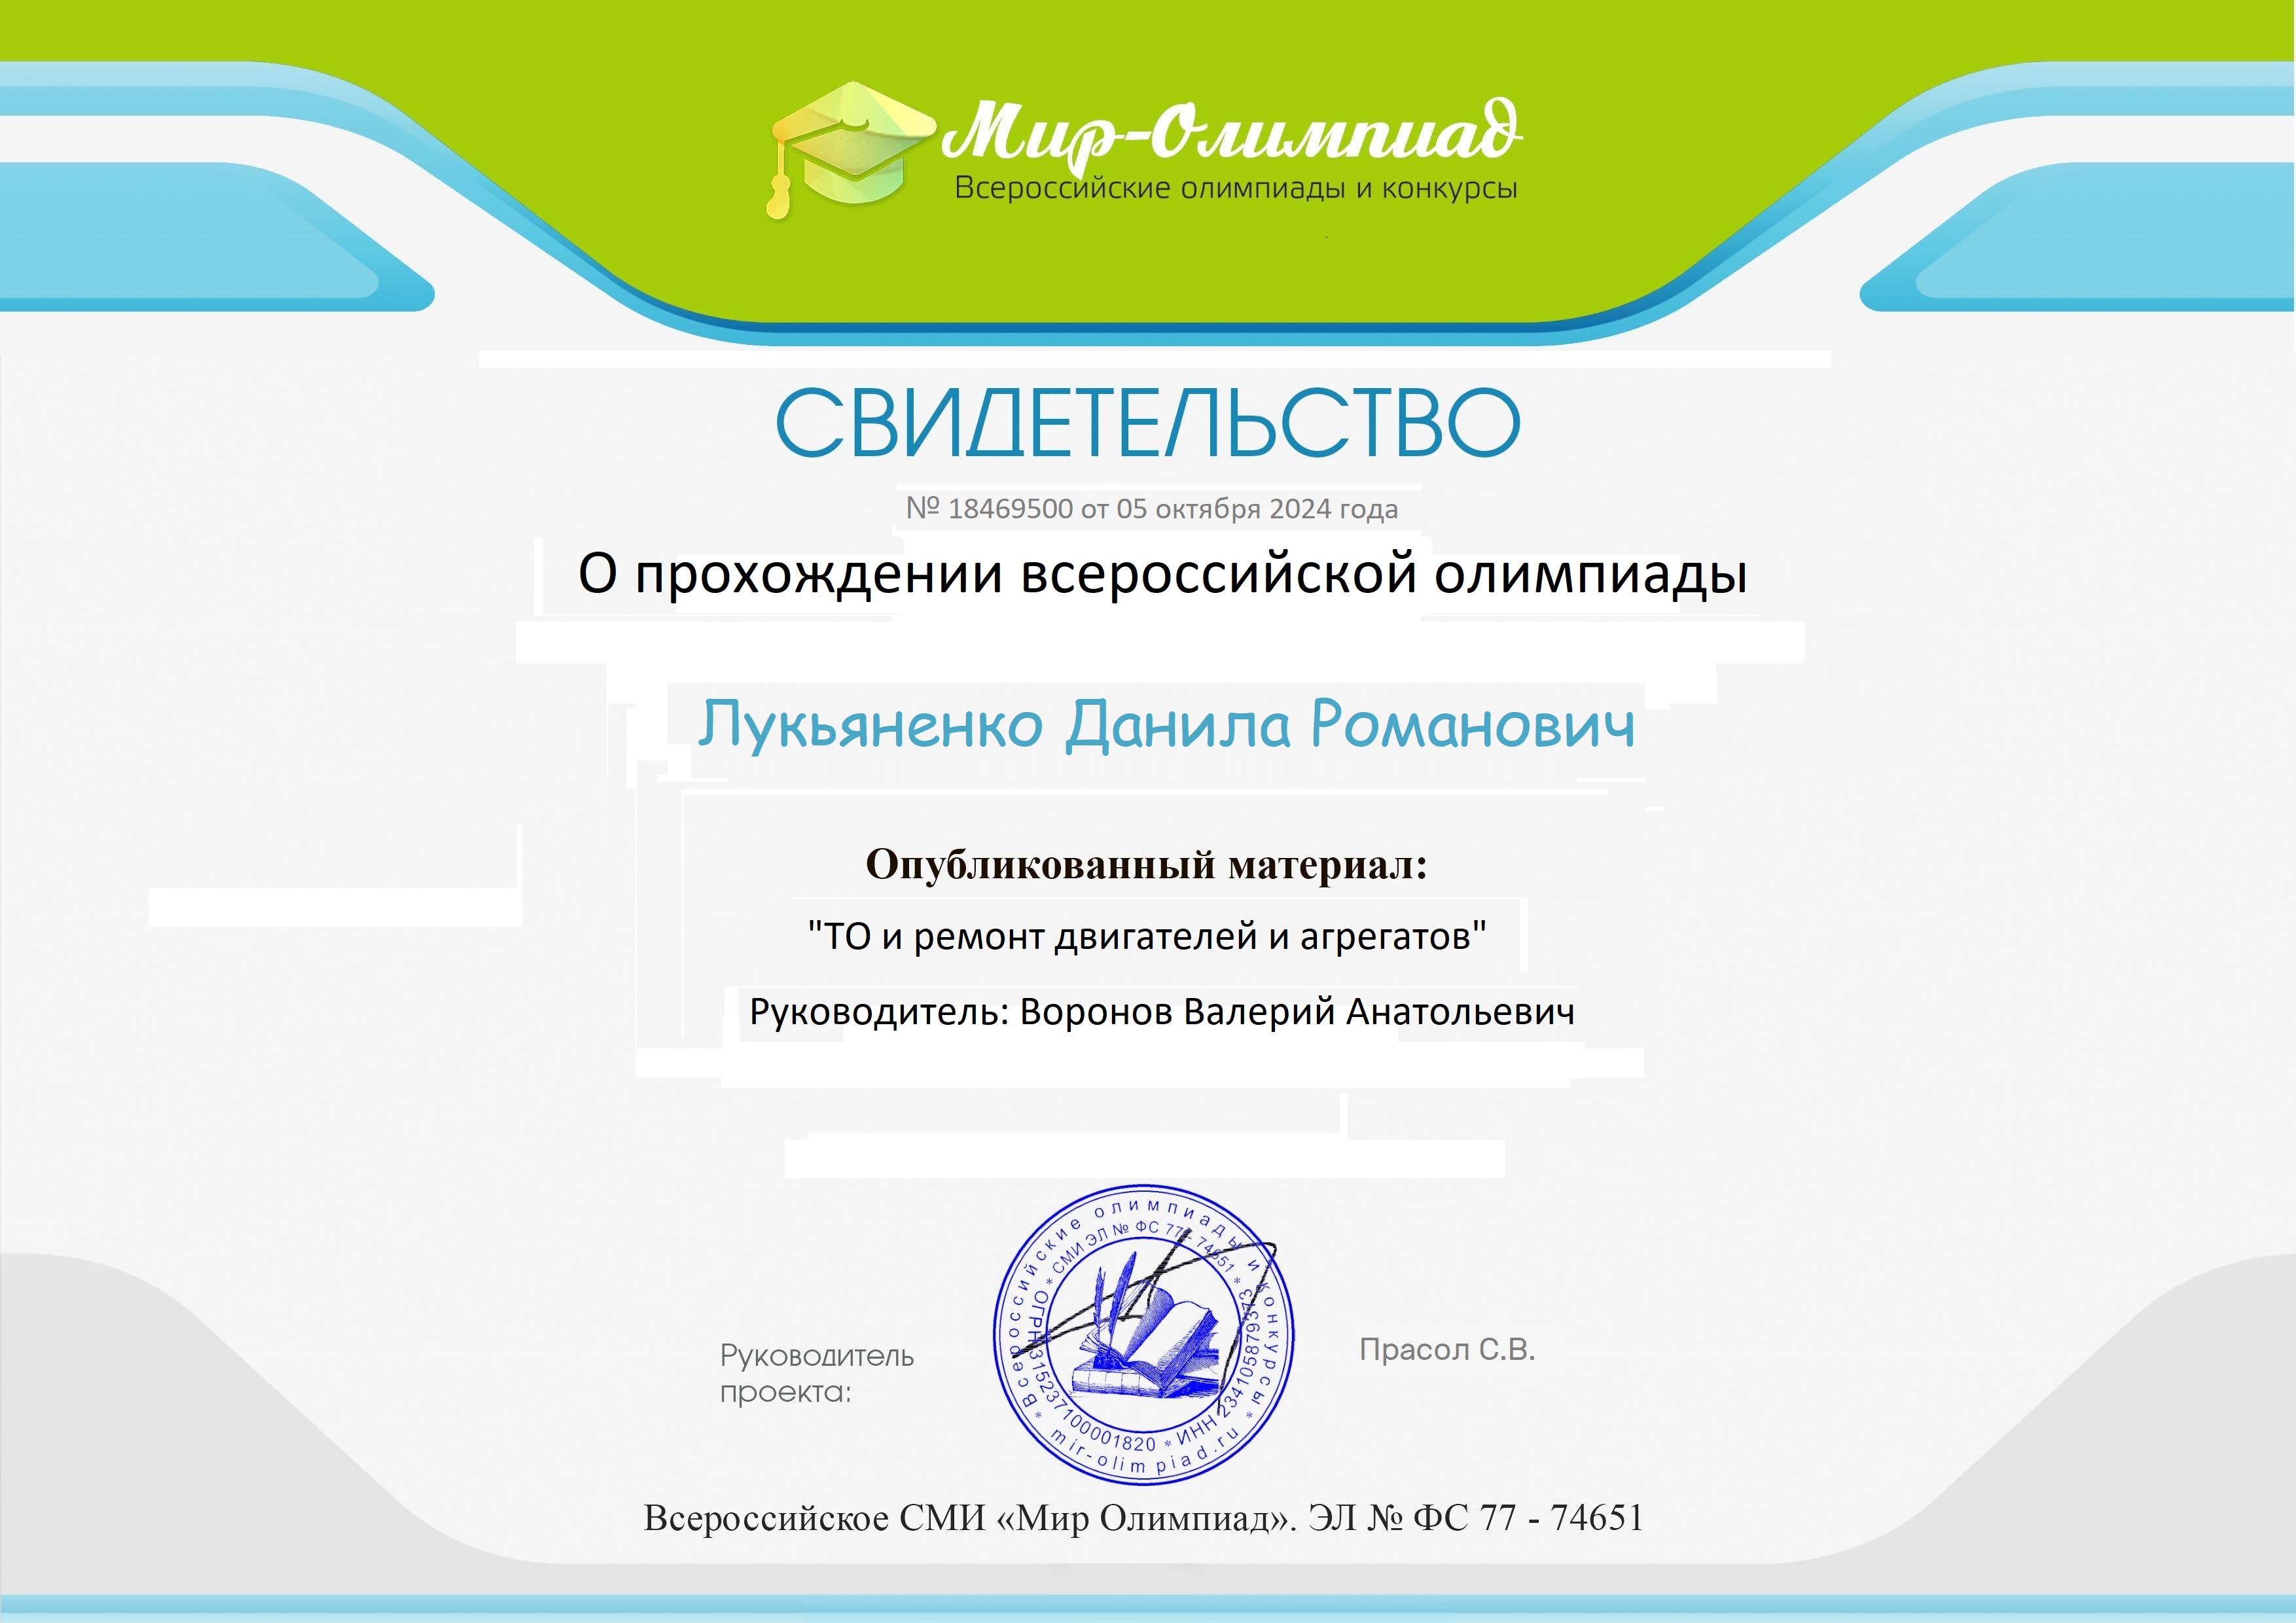 Мир-Олимпиад
Всероссийские олимпиады и конкурсы
СВИДЕТЕЛЬСТВО
№ 18469500 от 05 октября 2024 года
О прохождении всероссийской олимпиады
Лукьяненко Данила Романович
Опубликованный материал:
"ТО и ремонт двигателей и агрегатов"
Руководитель: Воронов Валерий Анатольевич
Руководитель
проекта:
* Всероссийские олимпиады и конкурсы *
mir-olimpiad.ru
* СМИ ЭЛ № ФС 77 - 74651 *
ОГРН 315237100001820 * ИНН 234105879373
Прасол С.В.
Всероссийское СМИ «Мир Олимпиад». ЭЛ № ФС 77 - 74651